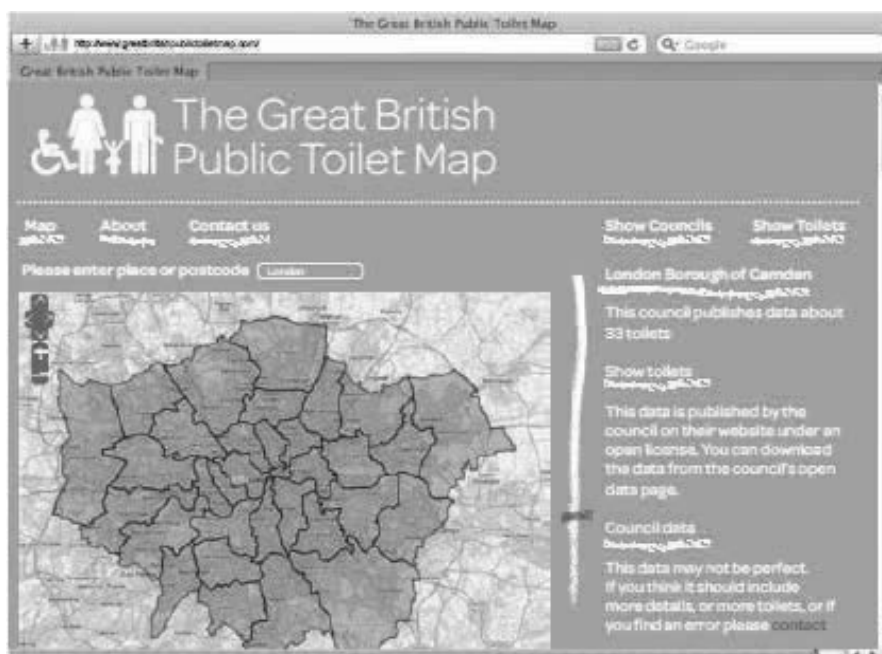 The Great British Public Toilet Map
http://www.greatbritishpublictoiletmap.com/
Google
Great British Public Toilet Map
The Great British
Public Toilet Map
Map About Contact us
Show Councils Show Toilets
Please enter place or postcode London
London Borough of Camden
This council publishes data about
33 toilets
Show toilets
This data is published by the
council on their website under an
open license. You can download
the data from the council's open
data page.
Council data
This data may not be perfect.
If you think it should include
more details, or more toilets, or if
you find an error please contact